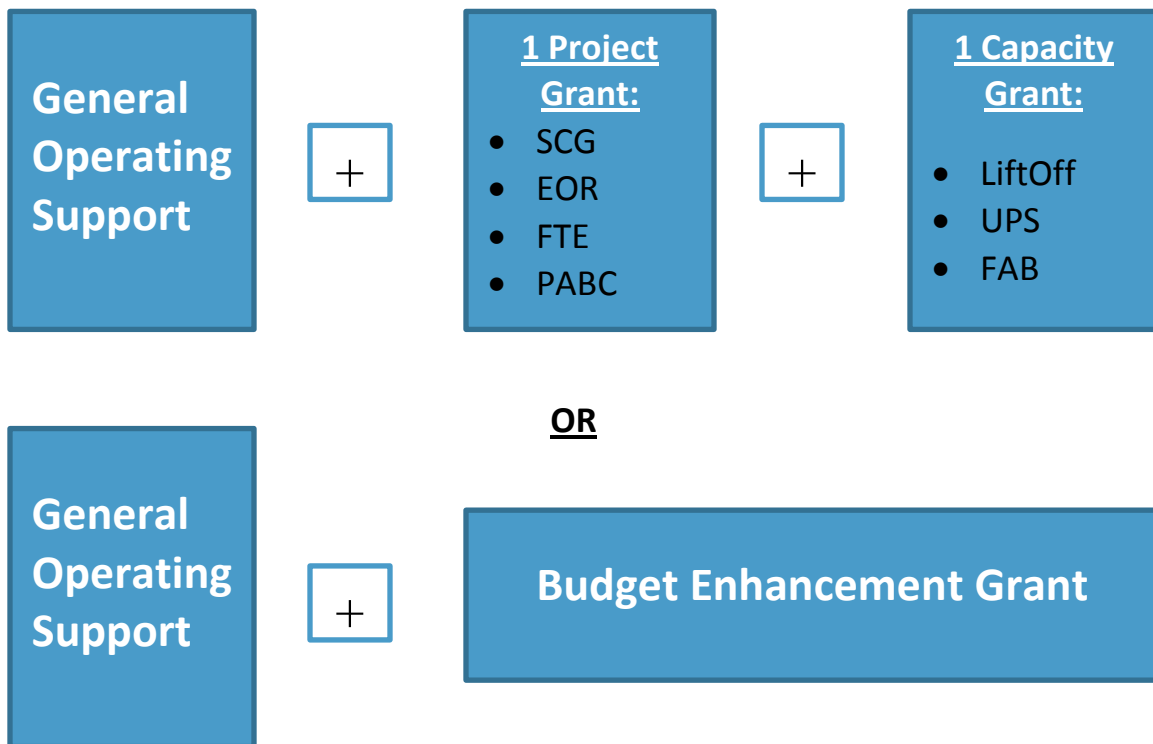 General
Operating
Support
+
1 Project
Grant:
• SCG
• EOR
• FTE
• PABC
+
1 Capacity
Grant:
• LiftOff
• UPS
• FAB
OR
General
Operating
Support
+
Budget Enhancement Grant